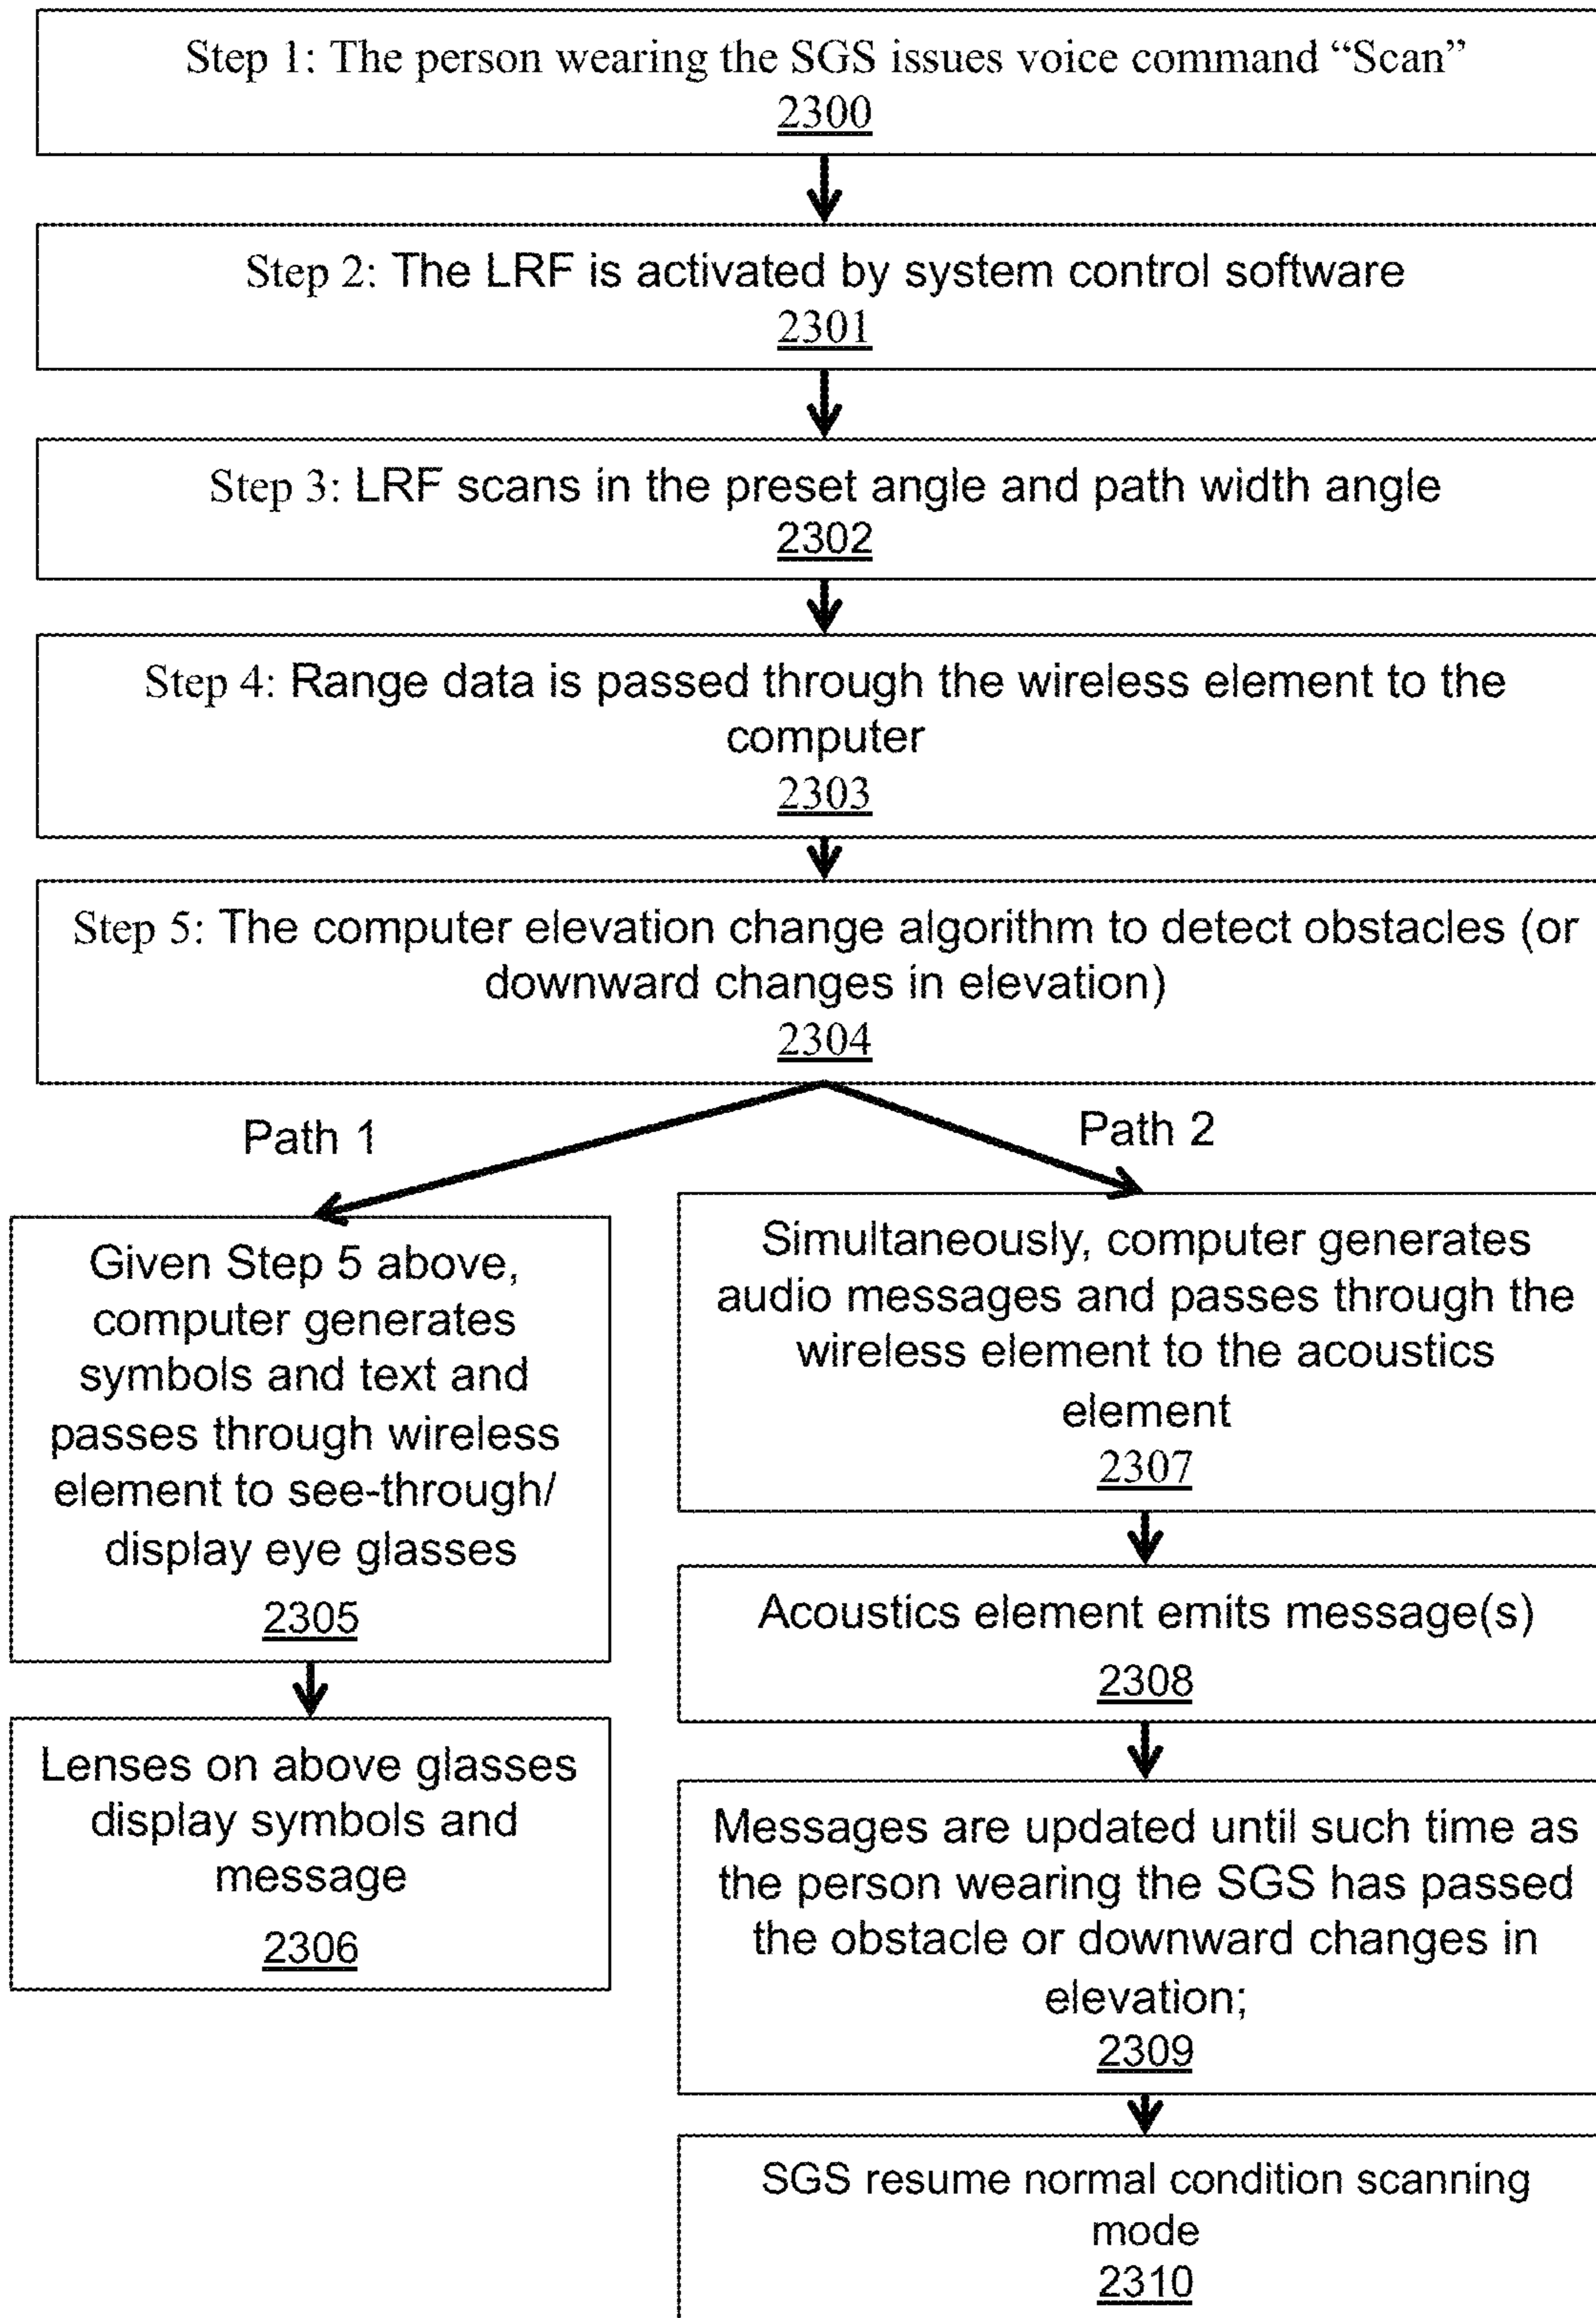 Step 1: The person wearing the SGS issues voice command “Scan”
2300
Step 2: The LRF is activated by system control software
2301
Step 3: LRF scans in the preset angle and path width angle
2302
Step 4: Range data is passed through the wireless element to the
computer
2303
Step 5: The computer elevation change algorithm to detect obstacles (or
downward changes in elevation)
2304
Path 1
Path 2
Given Step 5 above,
computer generates
symbols and text and
passes through wireless
element to see-through/
display eye glasses
2305
Lenses on above glasses
display symbols and
message
2306
Simultaneously, computer generates
audio messages and passes through the
wireless element to the acoustics
element
2307
Acoustics element emits message(s)
2308
Messages are updated until such time as
the person wearing the SGS has passed
the obstacle or downward changes in
elevation;
2309
SGS resume normal condition scanning
mode
2310